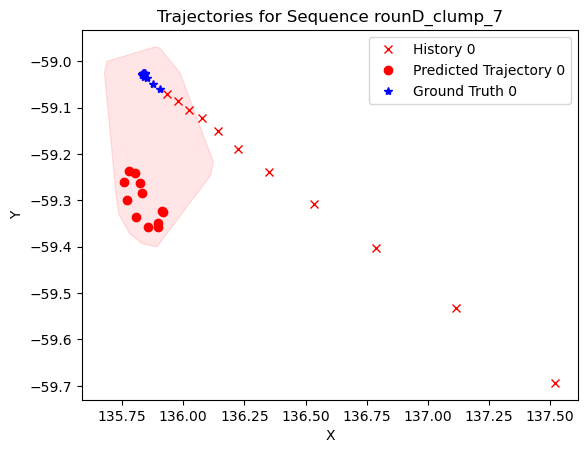 Trajectories for Sequence rounD_clump_7
History 0
Predicted Trajectory 0
Ground Truth 0
Y
−59.0
−59.1
−59.2
−59.3
−59.4
−59.5
−59.6
−59.7
135.75 136.00 136.25 136.50 136.75 137.00 137.25 137.50
X